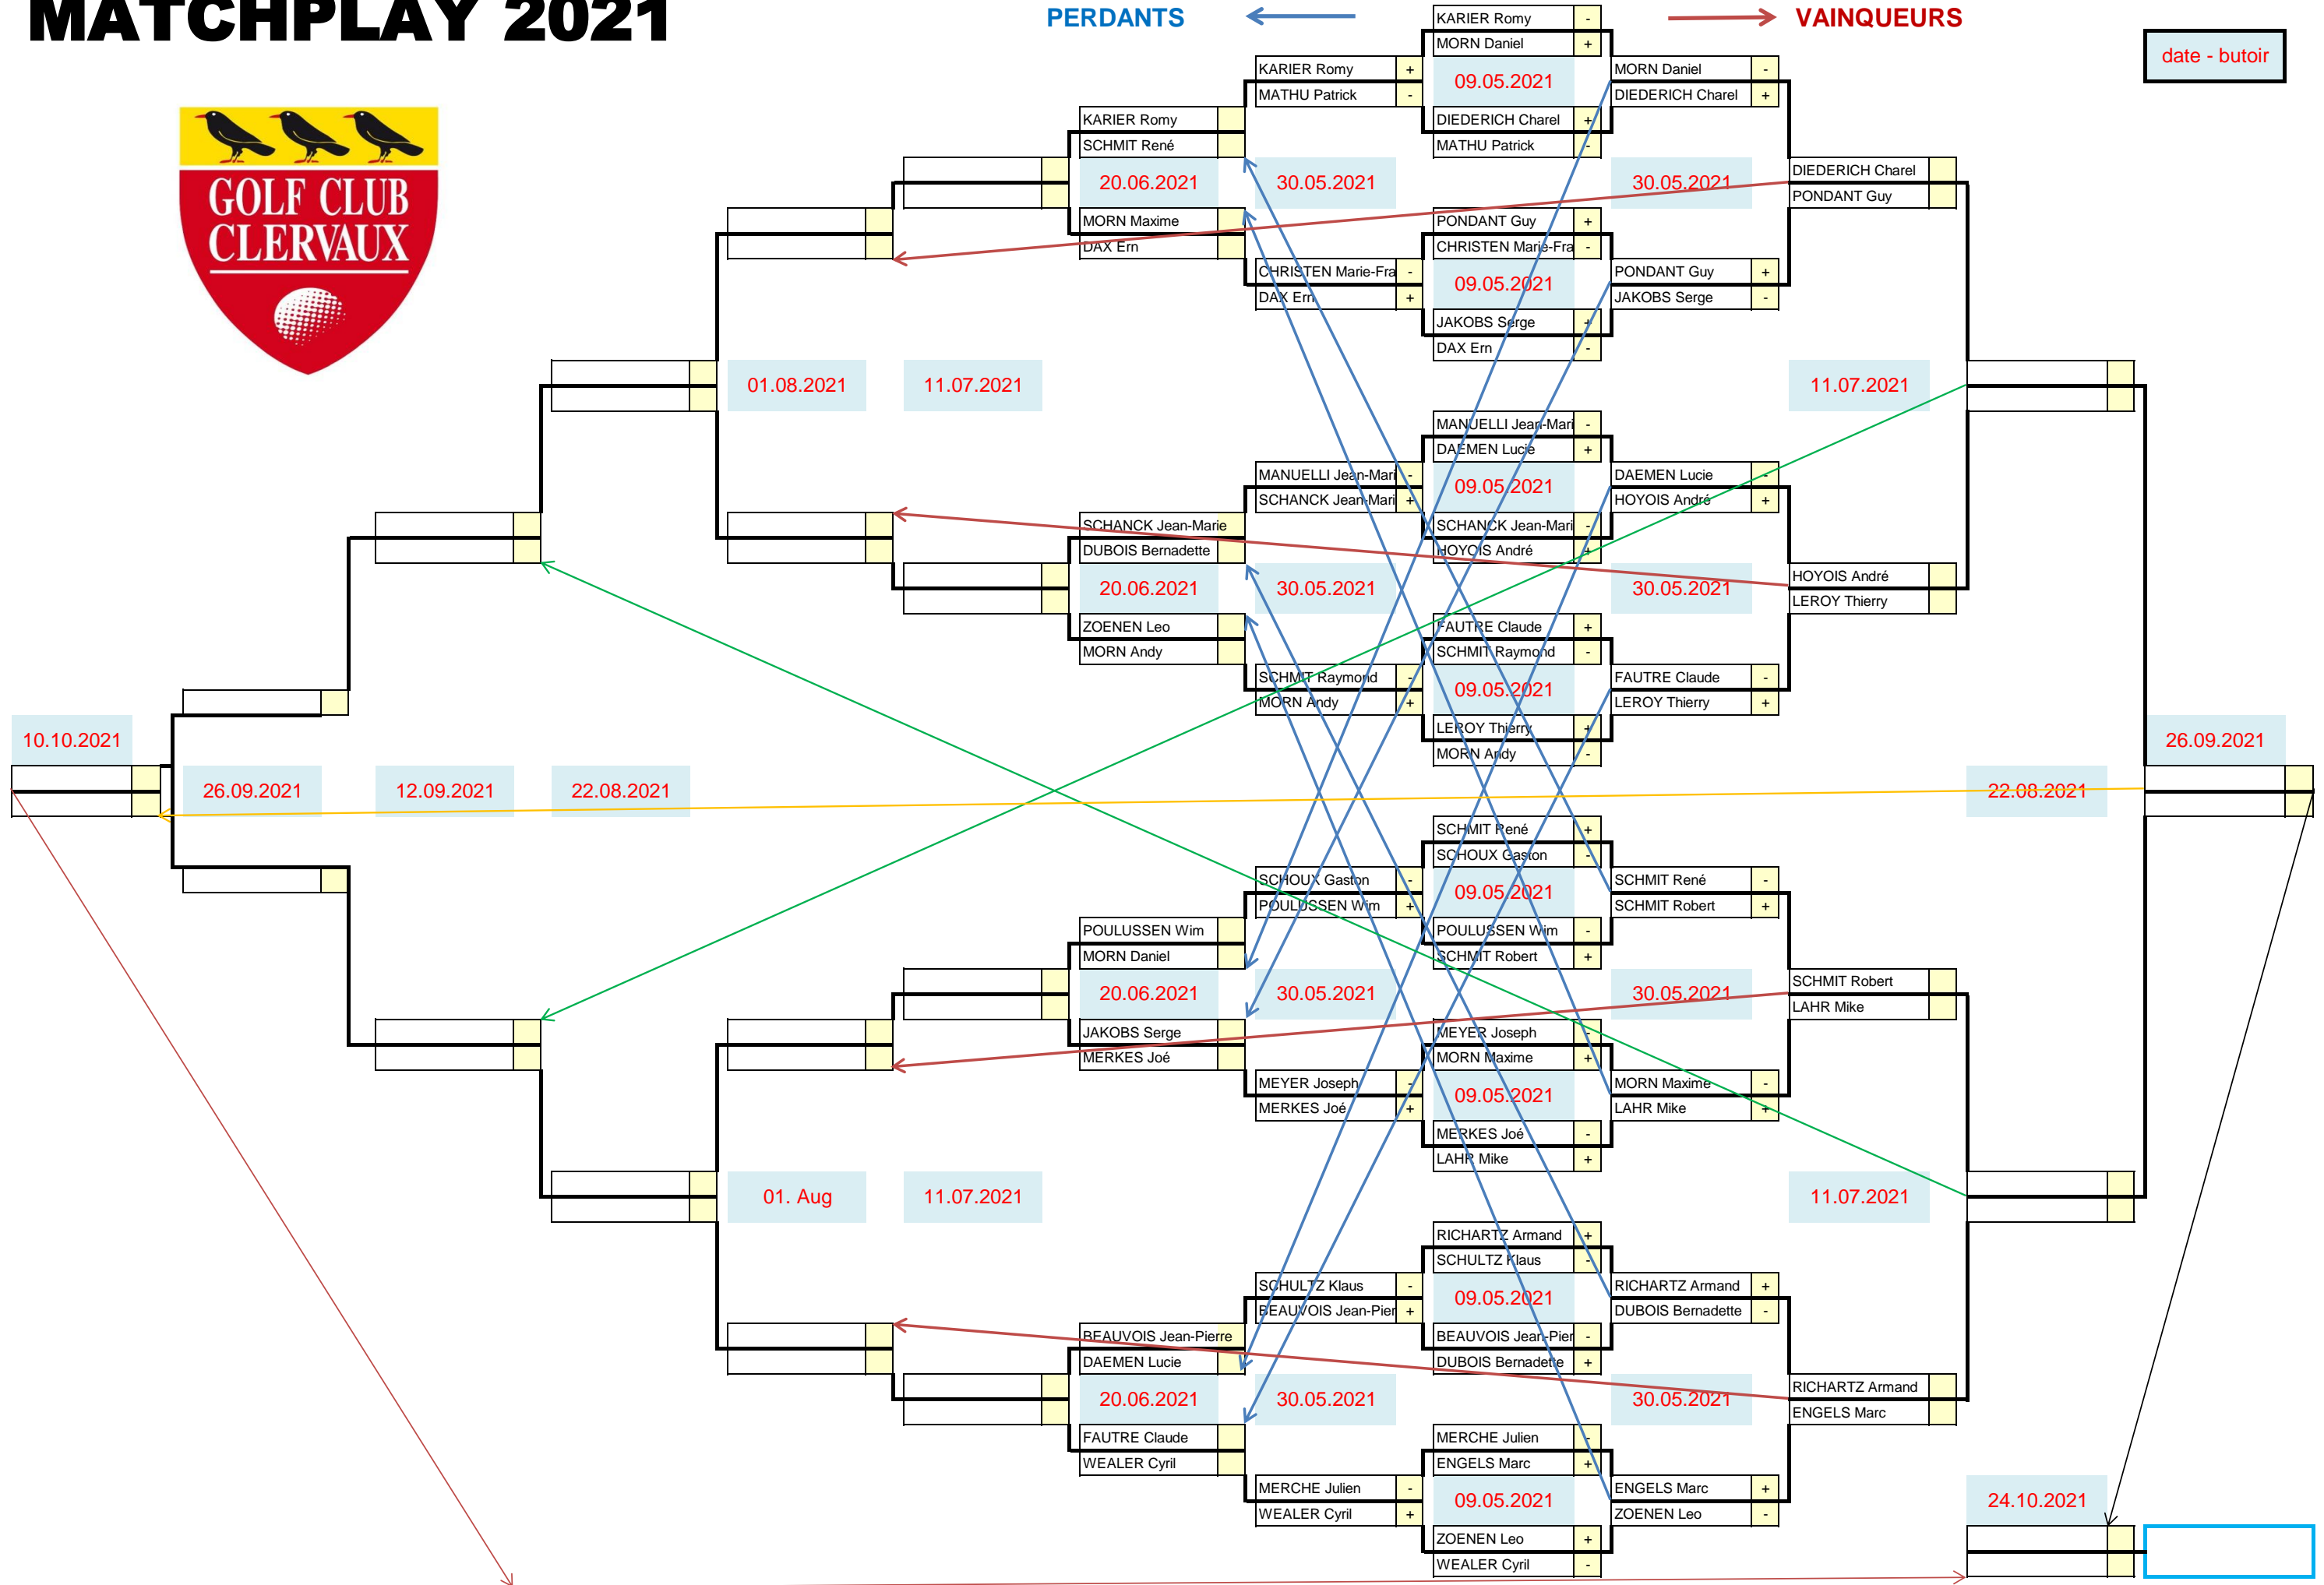 MATCHPLAY 2021
PERDANTS
VAINQUEURS
date - butoir
GOLF CLUB
CLERVAUX
10.10.2021
26.09.2021
12.09.2021
22.08.2021
01.08.2021
11.07.2021
01. Aug
11.07.2021
KARIER Romy
SCHMIT René
20.06.2021
MORN Maxime
DAX Ern
SCHANCK Jean-Marie
DUBOIS Bernadette
20.06.2021
ZOENEN Leo
MORN Andy
POULUSSEN Wim
MORN Daniel
20.06.2021
JAKOBS Serge
MERKES Joé
BEAUVOIS Jean-Pierre
DAEMEN Lucie
20.06.2021
FAUTRE Claude
WEALER Cyril
KARIER Romy +
MATHU Patrick -
30.05.2021
CHRISTEN Marie-Fra -
DAX Ern +
MANUELLI Jean-Mari -
SCHANCK Jean-Mari +
30.05.2021
SCHMIT Raymond -
MORN Andy +
SCHOUX Gaston -
POULUSSEN Wim +
30.05.2021
MEYER Joseph -
MERKES Joé +
SCHULTZ Klaus -
BEAUVOIS Jean-Pier +
30.05.2021
MERCHE Julien -
WEALER Cyril +
KARIER Romy -
MORN Daniel +
09.05.2021
DIEDERICH Charel +
MATHU Patrick -
PONDANT Guy +
CHRISTEN Marie-Fra -
09.05.2021
JAKOBS Serge +
DAX Ern -
MANUELLI Jean-Mari -
DAEMEN Lucie +
09.05.2021
SCHANCK Jean-Mari -
HOYOIS André +
FAUTRE Claude +
SCHMIT Raymond -
09.05.2021
LEROY Thierry +
MORN Andy -
SCHMIT René +
SCHOUX Gaston -
09.05.2021
POULUSSEN Wim -
SCHMIT Robert +
MEYER Joseph -
MORN Maxime +
09.05.2021
MERKES Joé -
LAHR Mike +
RICHARTZ Armand +
SCHULTZ Klaus -
09.05.2021
BEAUVOIS Jean-Pier -
DUBOIS Bernadette +
MERCHE Julien -
ENGELS Marc +
09.05.2021
ZOENEN Leo +
WEALER Cyril -
MORN Daniel -
DIEDERICH Charel +
30.05.2021
PONDANT Guy +
JAKOBS Serge -
DAEMEN Lucie -
HOYOIS André +
30.05.2021
FAUTRE Claude -
LEROY Thierry +
SCHMIT René -
SCHMIT Robert +
30.05.2021
MORN Maxime -
LAHR Mike +
RICHARTZ Armand +
DUBOIS Bernadette -
30.05.2021
ENGELS Marc +
ZOENEN Leo -
DIEDERICH Charel
PONDANT Guy
11.07.2021
HOYOIS André
LEROY Thierry
SCHMIT Robert
LAHR Mike
11.07.2021
RICHARTZ Armand
ENGELS Marc
22.08.2021
26.09.2021
24.10.2021